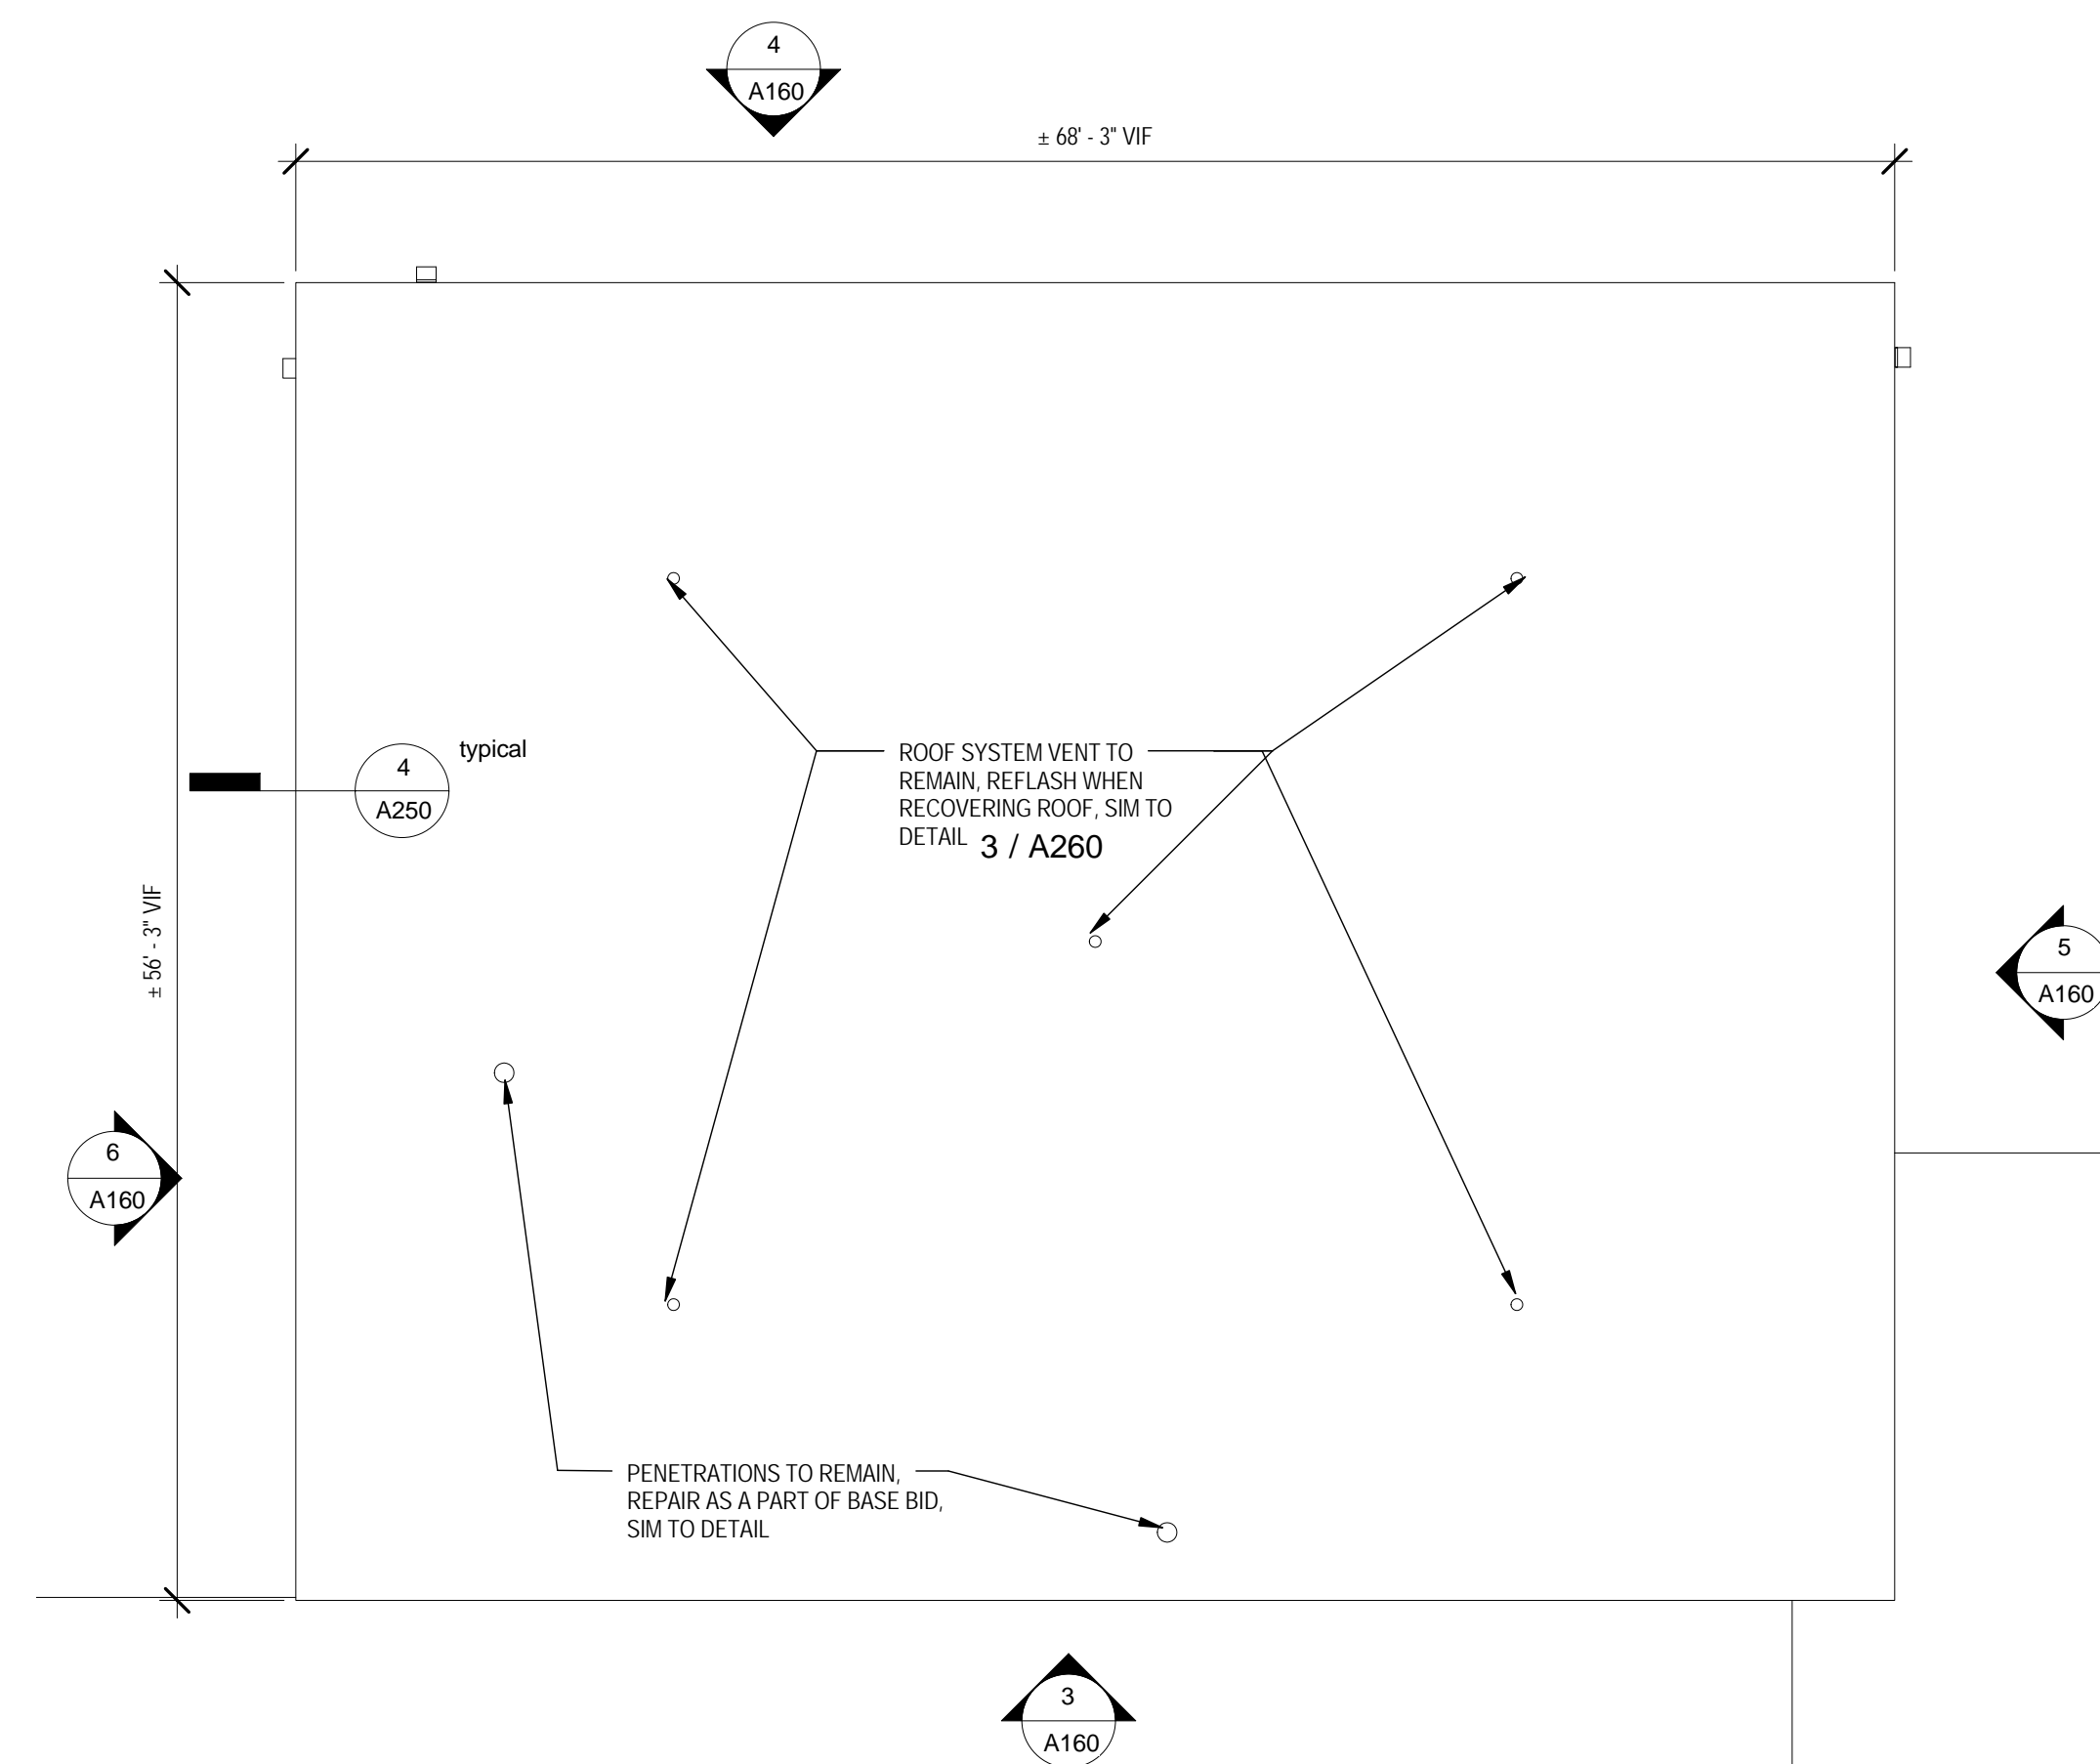 4
A160
± 68' - 3" VIF
typical
4
A250
ROOF SYSTEM VENT TO
REMAIN, REFLASH WHEN
RECOVERING ROOF, SIM TO
DETAIL 3 / A260
± 56' - 3" VIF
5
A160
6
A160
PENETRATIONS TO REMAIN,
REPAIR AS A PART OF BASE BID,
SIM TO DETAIL
3
A160